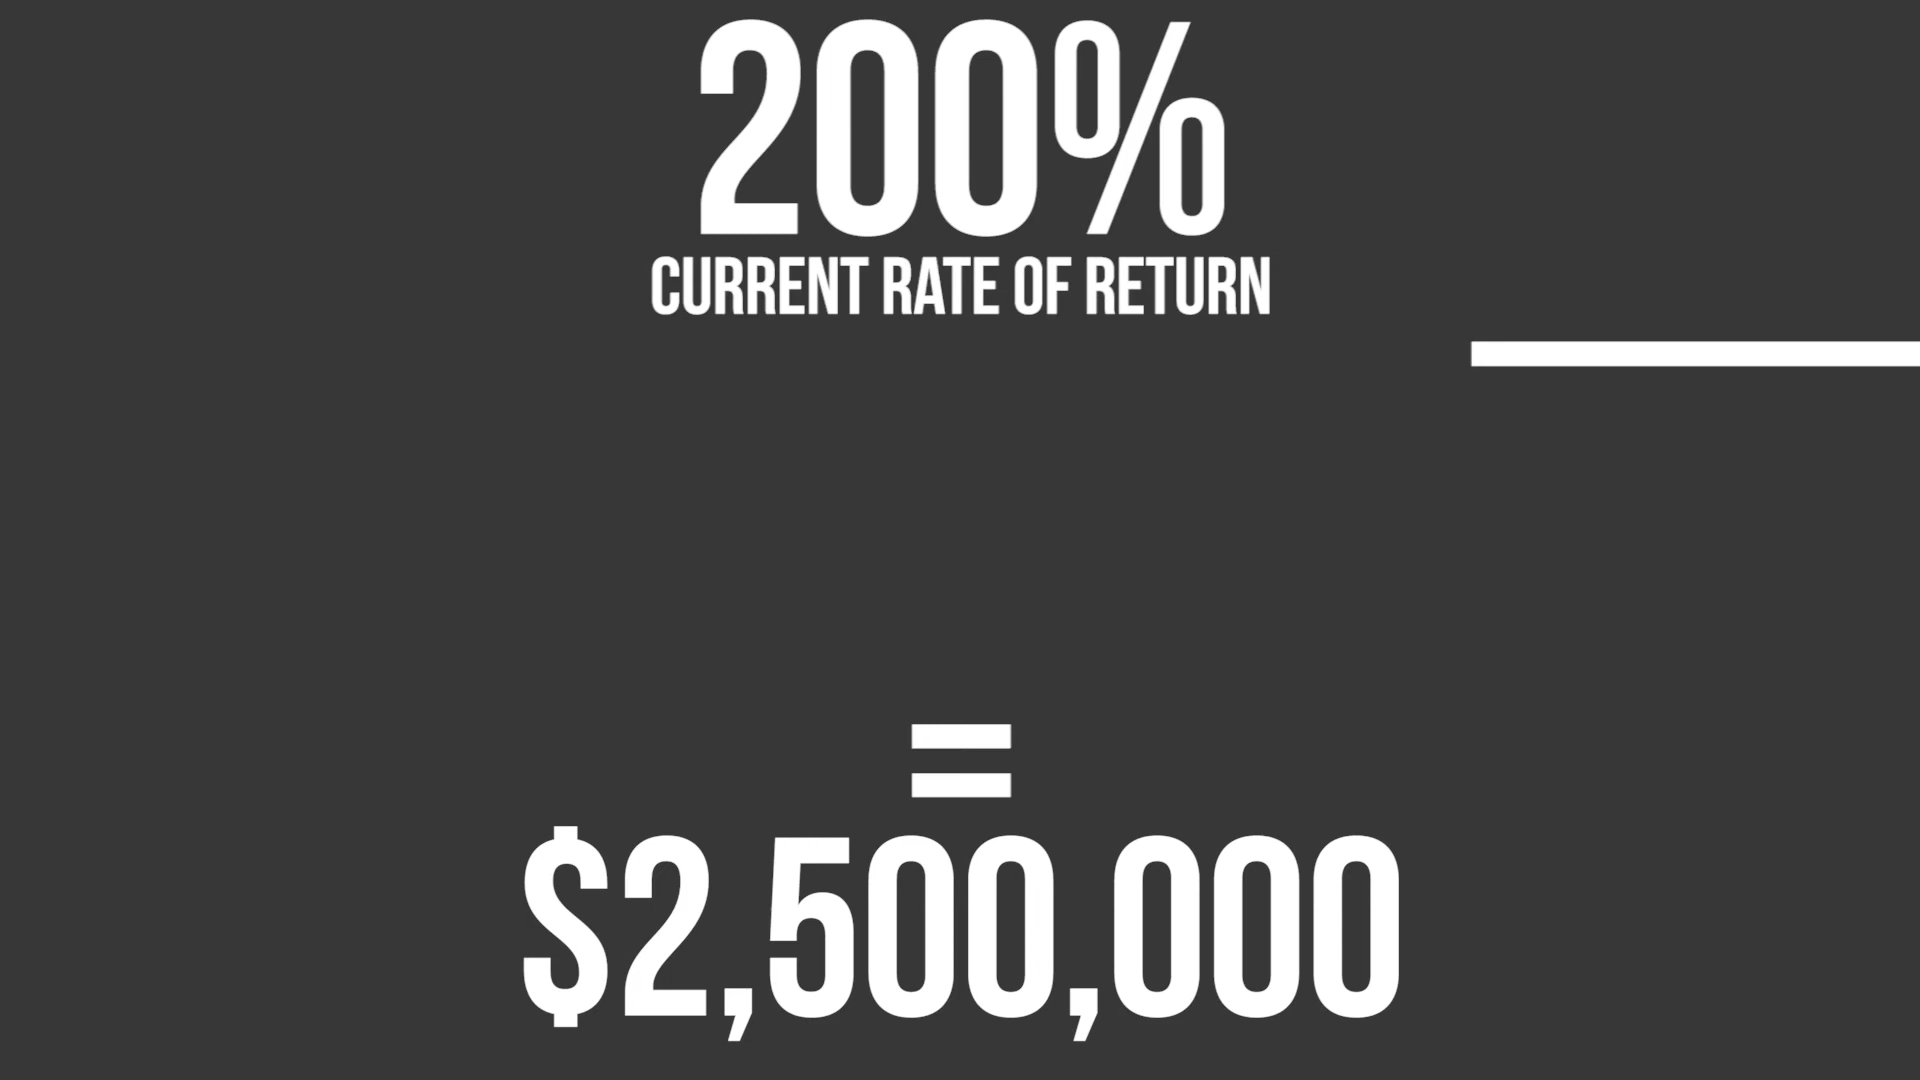 200%
CURRENT RATE OF RETURN
=
$2,500,000